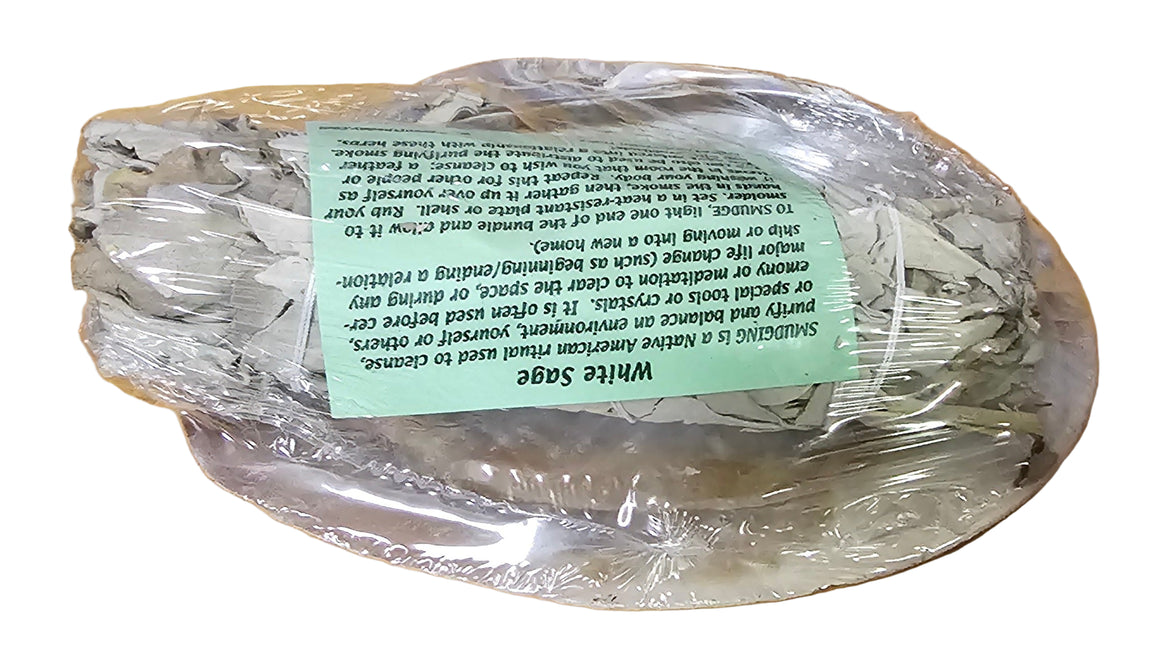 White Sage
SMUDGING is a Native American ritual used to cleanse,
purify and balance an environment, yourself, or others,
or special tools or crystals. It is often used before cer-
emony or meditation to clear the space, or during any
major life change (such as beginning/ending a relation-
ship or moving into a new home).
TO SMUDGE, light one end of the bundle and allow it to
smolder. Set in a heat-resistant plate or shell. Rub your
hands in the smoke, then gather it up over yourself as
if washing your body. Repeat this for other people or
in the room that you wish to cleanse; a feather
be used to distribute the purifying smoke.
a relationship with these herbs.